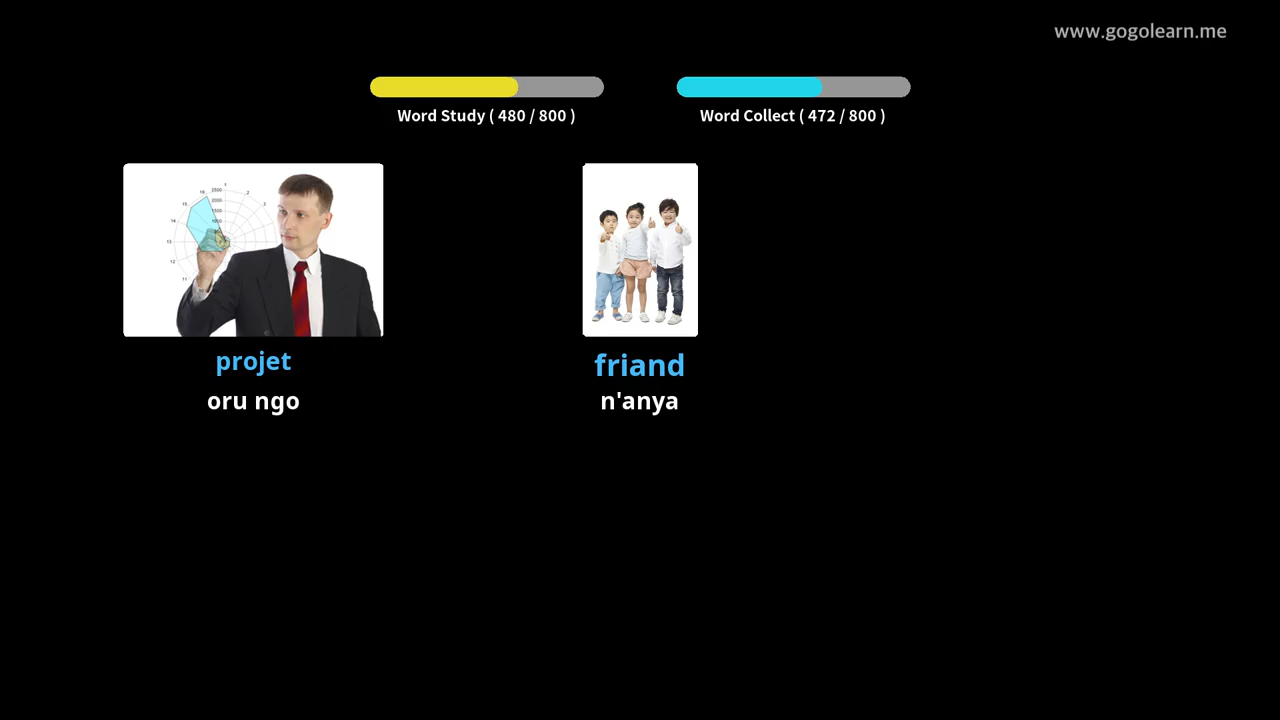 www.gogolearn.me
Word Study ( 480 / 800 )
Word Collect ( 472 / 800 )
projet
oru ngo
friand
n'anya